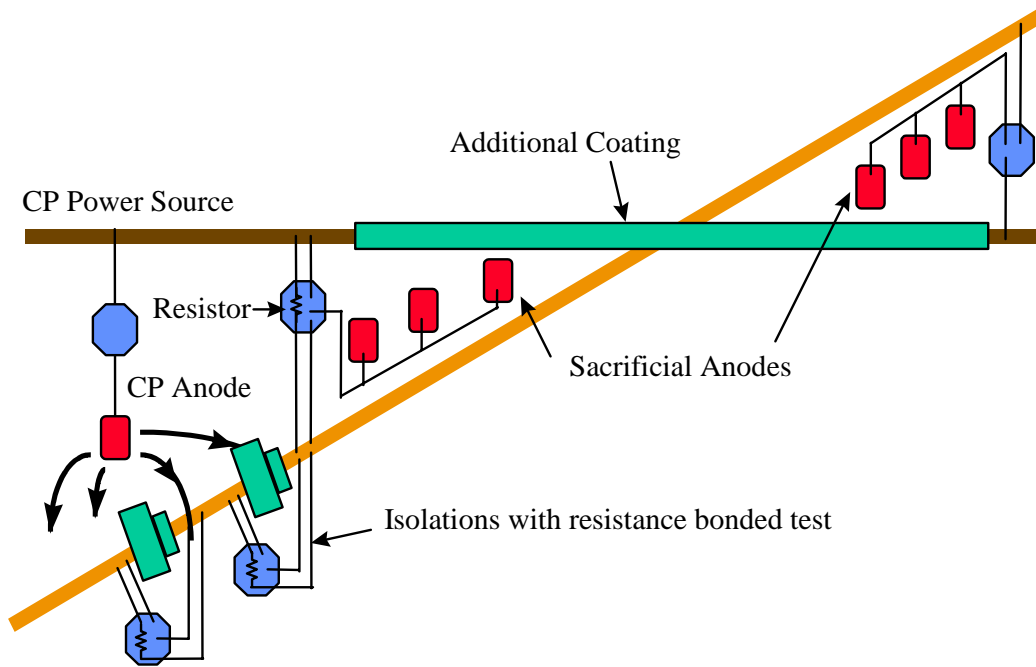 Additional Coating
CP Power Source
Resistor
Sacrificial Anodes
CP Anode
Isolations with resistance bonded test